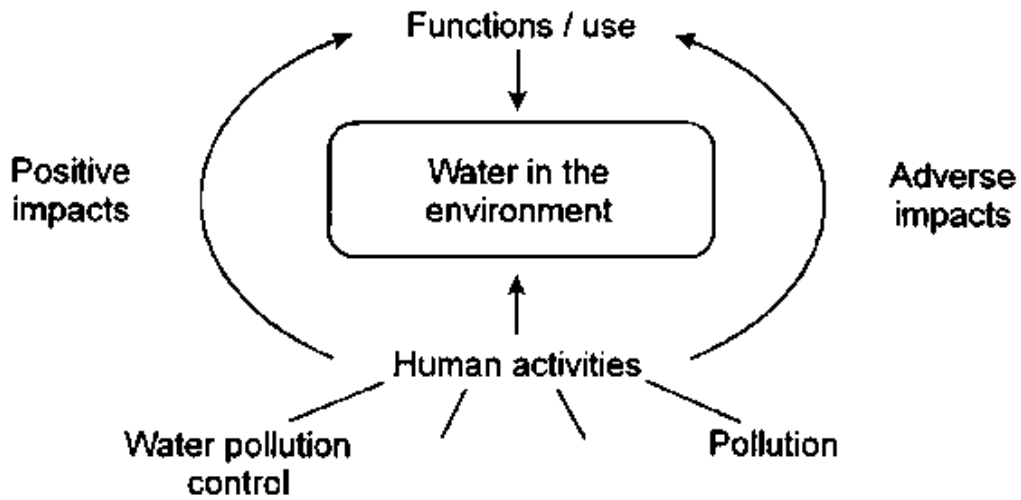 Functions / use
Positive
impacts
Water in the
environment
Adverse
impacts
Human activities
Water pollution
control
Pollution